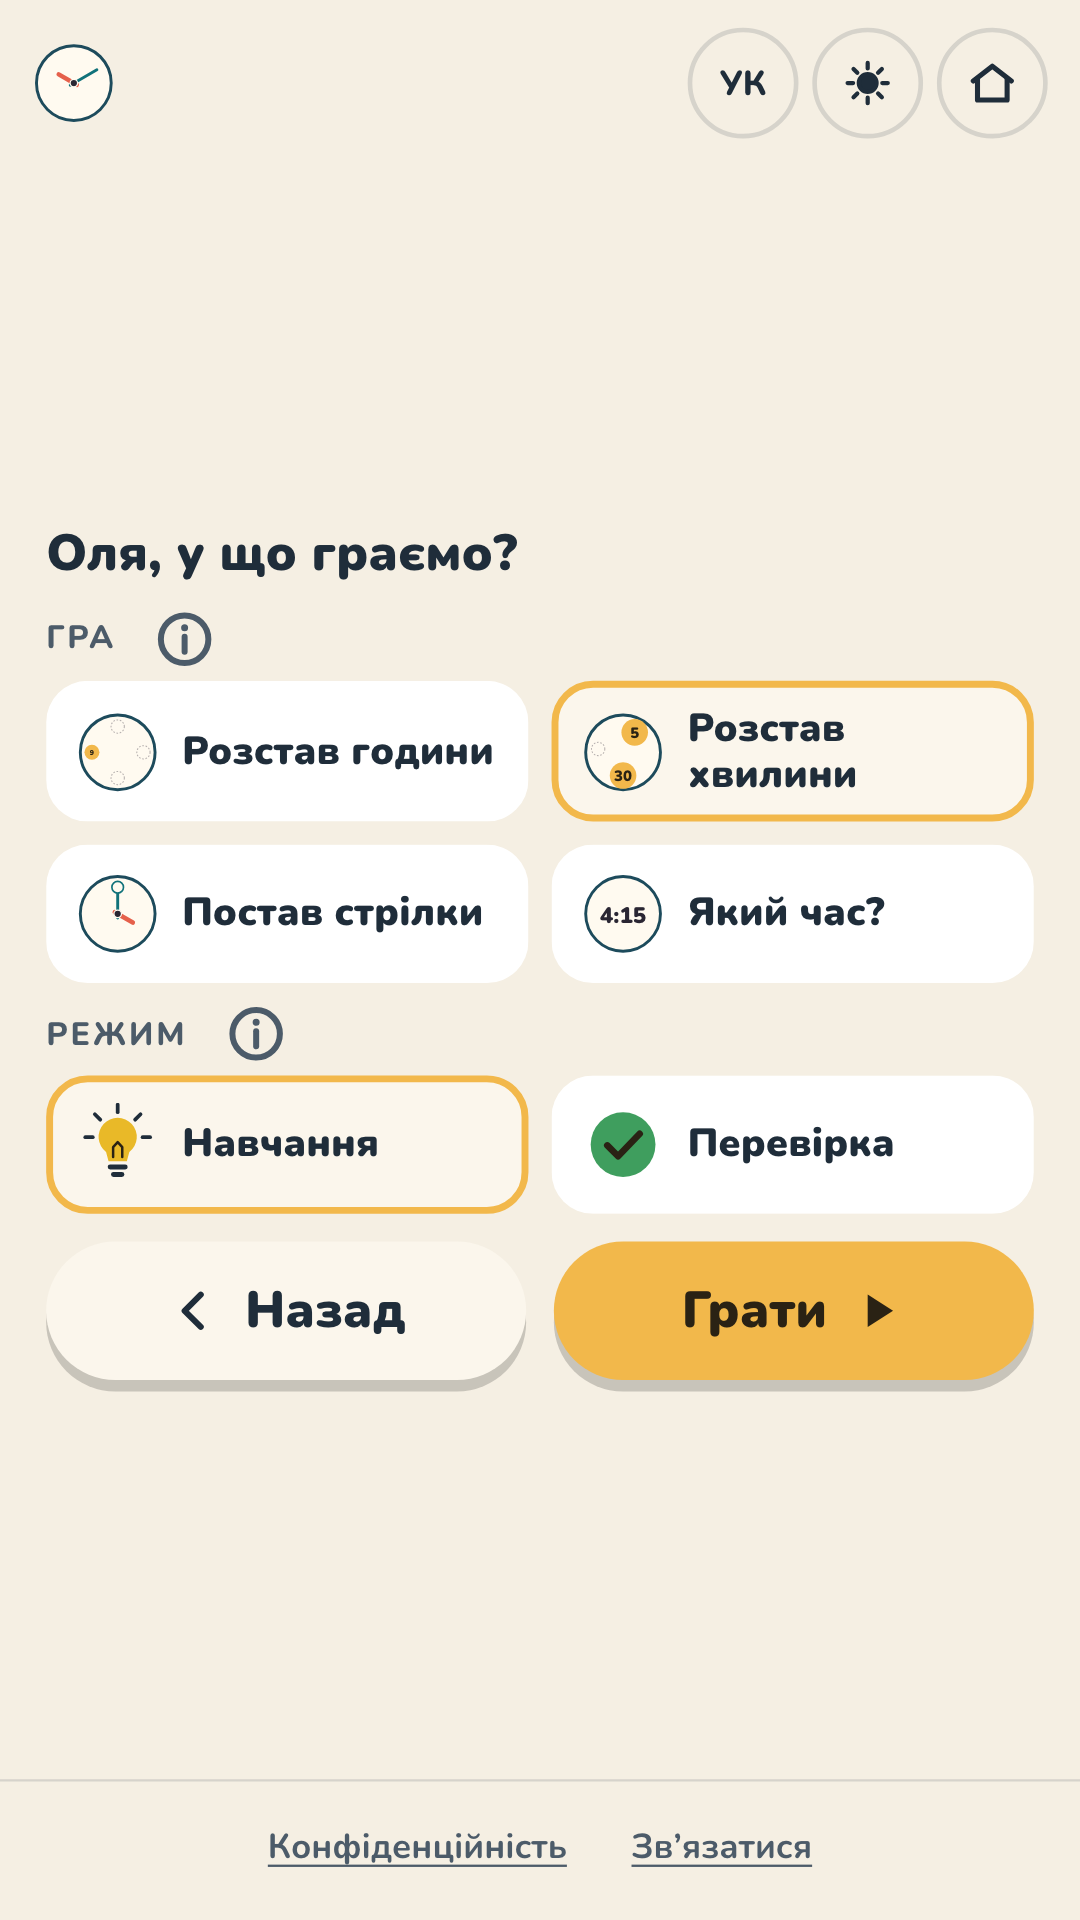 УК
Оля, у що граємо?
ГРА
9
Розстав години
5
30
Розстав
хвилини
Постав стрілки
4:15
Який час?
РЕЖИМ
Навчання
Перевірка
Назад
Грати
Конфіденційність
Зв’язатися